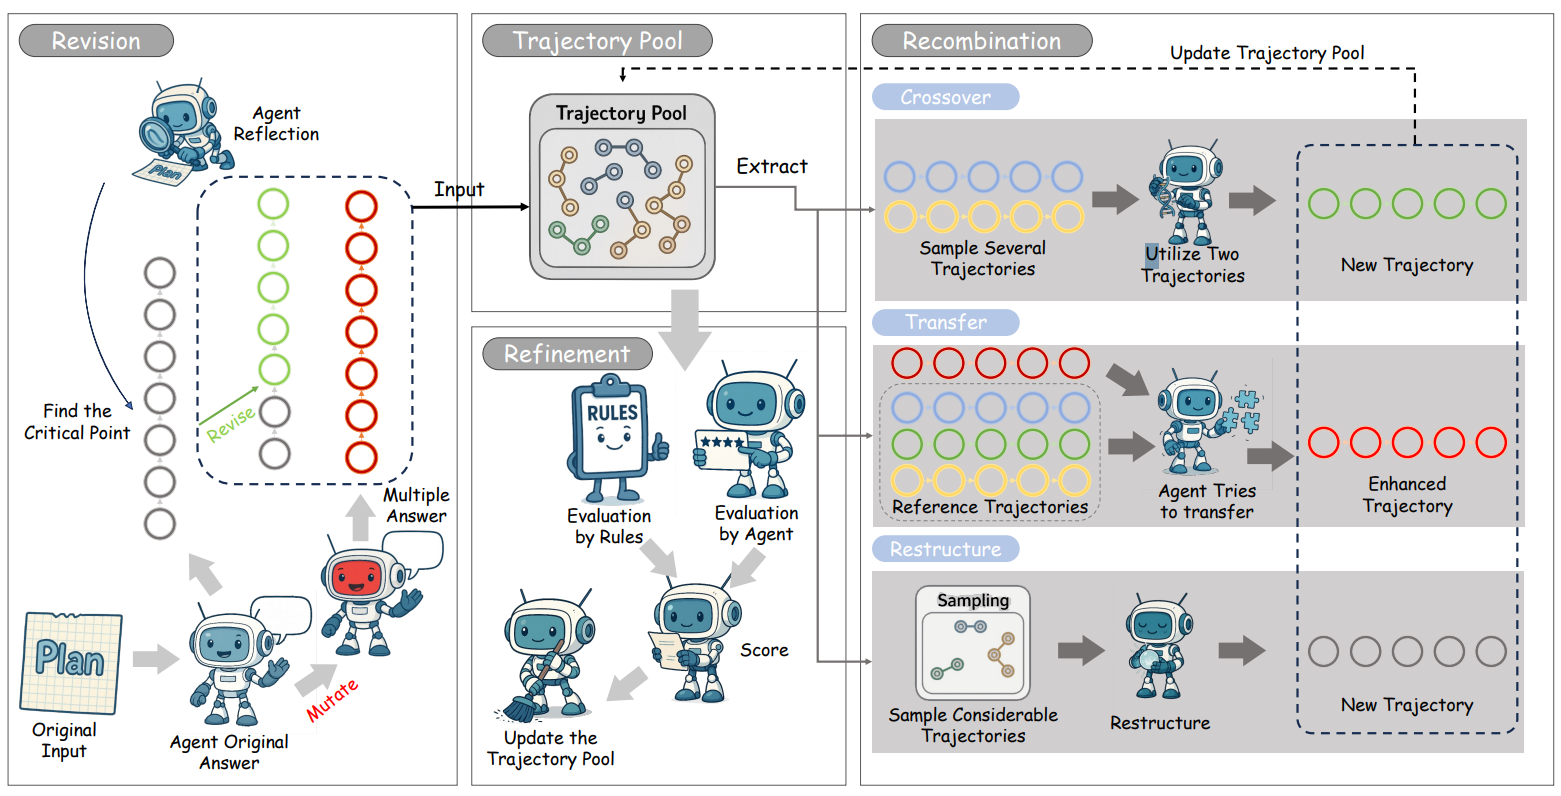 Revision
Agent
Reflection
Plan
Find the
Critical Point
Revise
Multiple
Answer
Plan
Original
Input
Agent Original
Answer
Mutate
Trajectory Pool
Input
Trajectory Pool
Extract
Refinement
RULES
Evaluation
by Rules
Evaluation
by Agent
Score
Update the
Trajectory Pool
Recombination
Update Trajectory Pool
Crossover
Sample Several
Trajectories
Utilize Two
Trajectories
New Trajectory
Transfer
Reference Trajectories
Agent Tries
to transfer
Enhanced
Trajectory
Restructure
Sampling
Sample Considerable
Trajectories
Restructure
New Trajectory